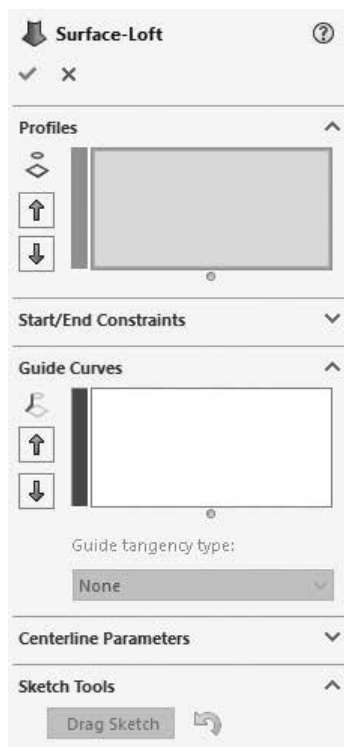 Surface-Loft
Profiles
Start/End Constraints
Guide Curves
Guide tangency type:
None
Centerline Parameters
Sketch Tools
Drag Sketch